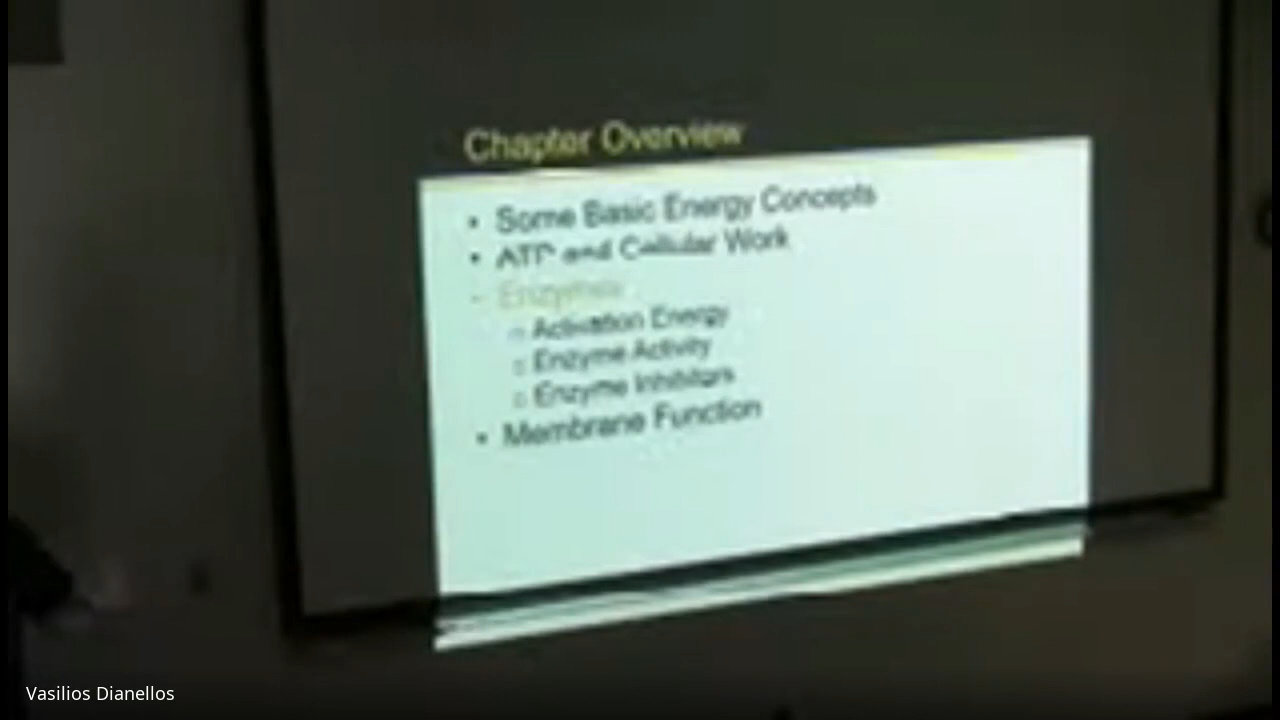 Chapter Overview
• Some Basic Energy Concepts
• ATP and Cellular Work
• Enzymes
o Activation Energy
o Enzyme Activity
o Enzyme Inhibitors
• Membrane Function
Vasilios Dianellos